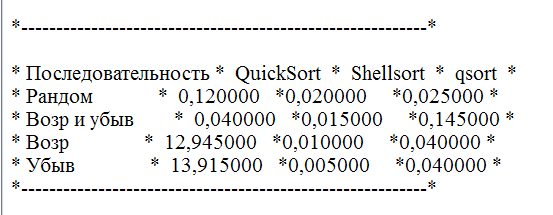 *----------------------------------------------------------*
* Последовательность * QuickSort * Shellsort * qsort *
* Рандом * 0,120000 *0,020000 *0,025000 *
* Возр и убыв * 0,040000 *0,015000 *0,145000 *
* Возр * 12,945000 *0,010000 *0,040000 *
* Убыв * 13,915000 *0,005000 *0,040000 *
*----------------------------------------------------------*